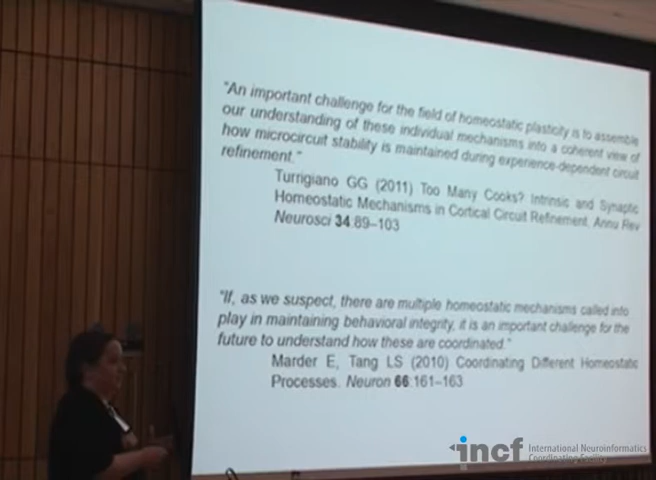 "An important challenge for the field of homeostatic plasticity is to assemble
our understanding of these individual mechanisms into a coherent view of
how microcircuit stability is maintained during experience-dependent circuit
refinement."
Turrigiano GG (2011) Too Many Cooks? Intrinsic and Synaptic
Homeostatic Mechanisms in Cortical Circuit Refinement, Annu Rev
Neurosci 34:89–103
"If, as we suspect, there are multiple homeostatic mechanisms called into
play in maintaining behavioral integrity, it is an important challenge for the
future to understand how these are coordinated."
Marder E, Tang LS (2010) Coordinating Different Homeostatic
Processes. Neuron 66:161–163
incf International Neuroinformatics
Coordinating Facility